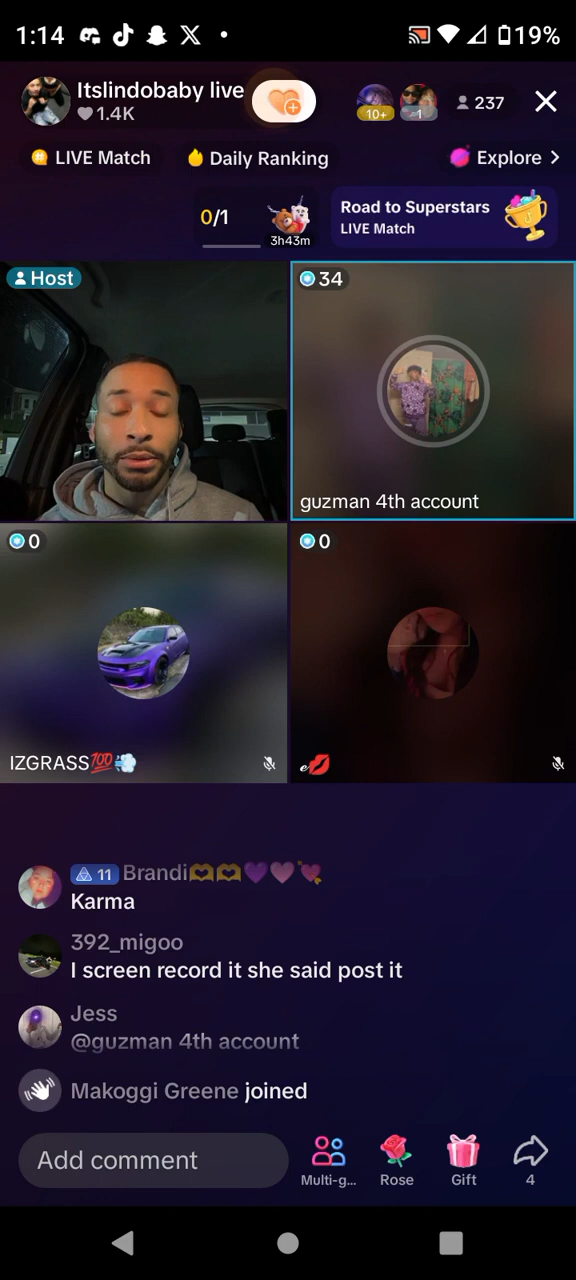 1:14
19%
Itslindobaby live
1.4K
10+
1
237
LIVE Match
Daily Ranking
Explore
0/1
3h43m
Road to Superstars
LIVE Match
Host
34
guzman 4th account
0
0
IZGRASS💯💨
e💋
11 Brandi🫶🫶💜🩷💘
Karma
392_migoo
I screen record it she said post it
Jess
@guzman 4th account
Makoggi Greene joined
Add comment
Multi-g...
Rose
Gift
4